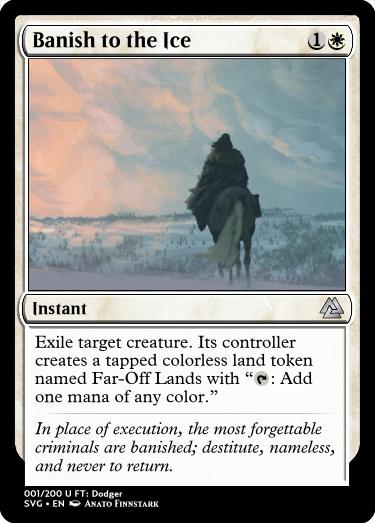 Banish to the Ice 1
Instant
Exile target creature. Its controller
creates a tapped colorless land token
named Far-Off Lands with “: Add
one mana of any color.”
In place of execution, the most forgettable
criminals are banished; destitute, nameless,
and never to return.
001/200 U FT: Dodger
SVG • EN Anato Finnstark